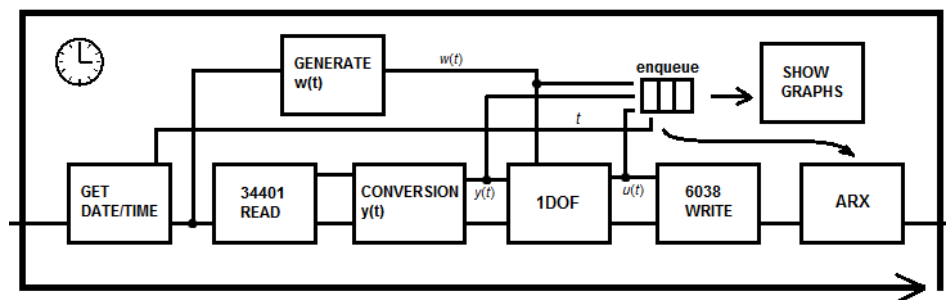 GENERATE
w(t)
w(t)
enqueue
SHOW
GRAPHS
t
GET
DATE/TIME
34401
READ
CONVERSION
y(t)
y(t)
1DOF
u(t)
6038
WRITE
ARX